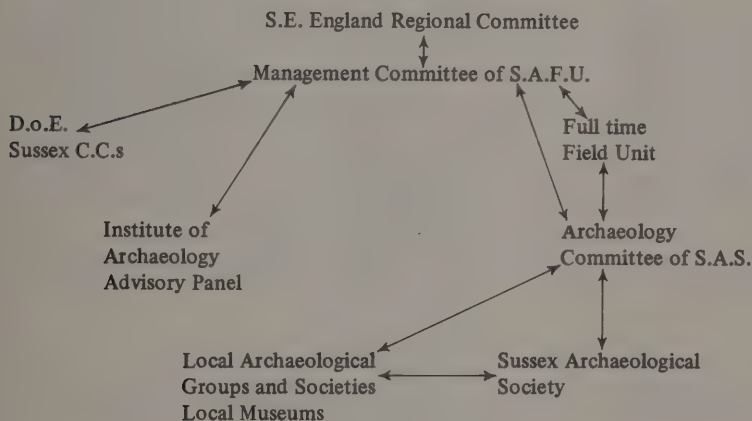 S.E. England Regional Committee
Management Committee of S.A.F.U.
D.o.E.
Sussex C.C.s
Full time
Field Unit
Institute of
Archaeology
Advisory Panel
Archaeology
Committee of S.A.S.
Local Archaeological
Groups and Societies
Local Museums
Sussex Archaeological
Society